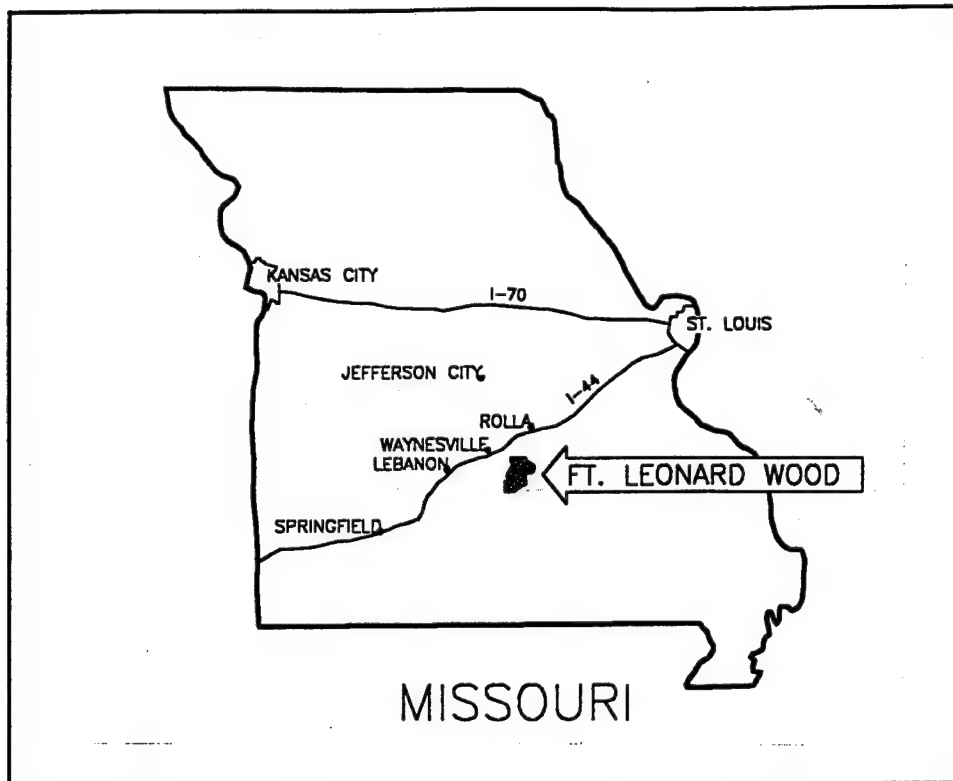 KANSAS CITY
I-70
ST. LOUIS
JEFFERSON CITY
I-44
ROLLA
WAYNESVILLE
LEBANON
FT. LEONARD WOOD
SPRINGFIELD
MISSOURI